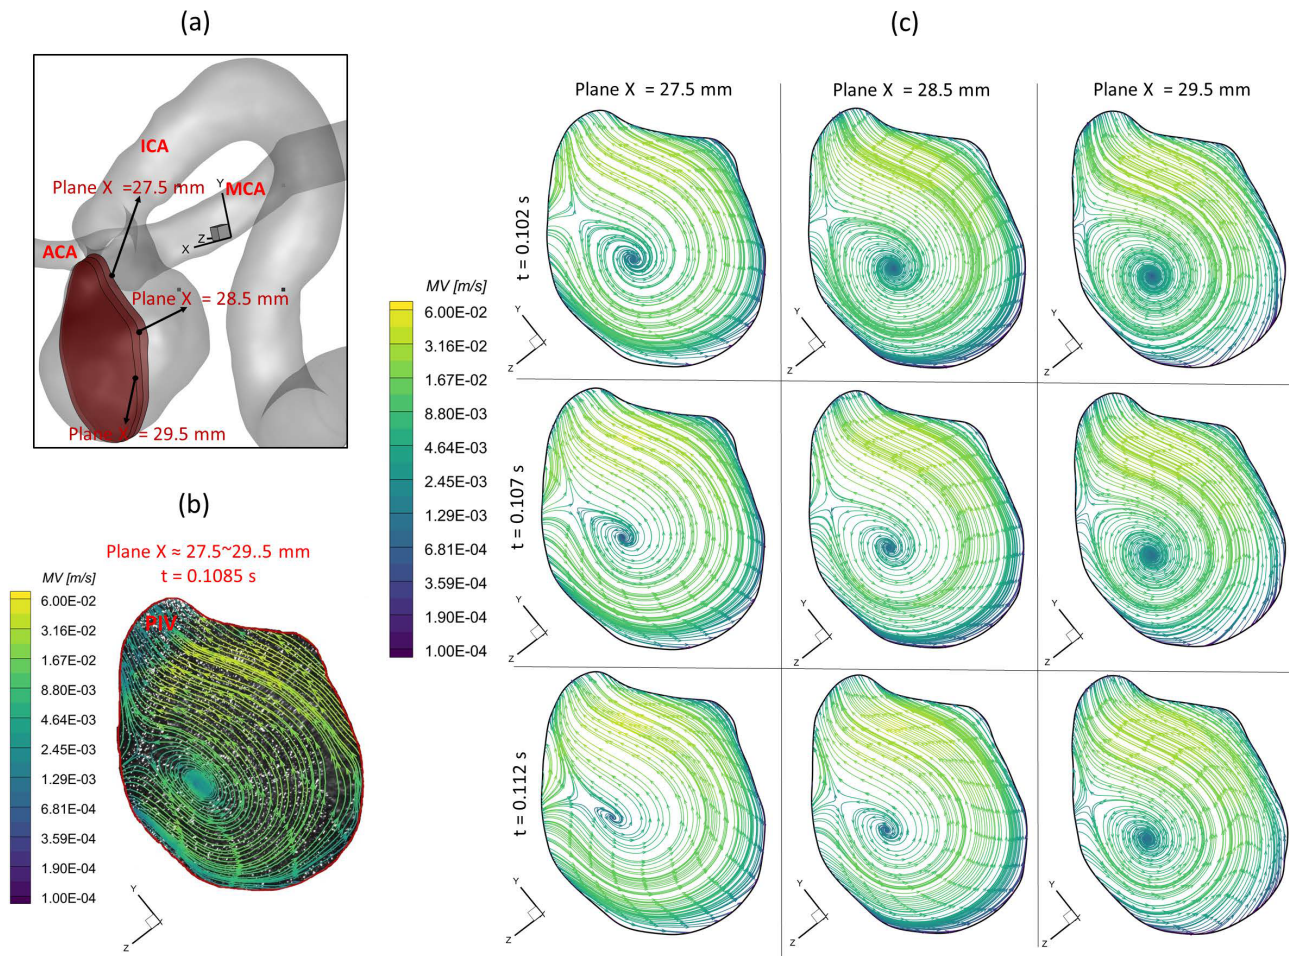 (a)
ICA
Plane X =27.5 mm
Y
MCA
Z
X
ACA
Plane X = 28.5 mm
Plane X = 29.5 mm
(b)
Plane X ≈ 27.5~29..5 mm
t = 0.1085 s
MV [m/s]
6.00E-02
3.16E-02
1.67E-02
8.80E-03
4.64E-03
2.45E-03
1.29E-03
6.81E-04
3.59E-04
1.90E-04
1.00E-04
PIV
Y
Z
(c)
MV [m/s]
6.00E-02
3.16E-02
1.67E-02
8.80E-03
4.64E-03
2.45E-03
1.29E-03
6.81E-04
3.59E-04
1.90E-04
1.00E-04
Plane X = 27.5 mm
Plane X = 28.5 mm
Plane X = 29.5 mm
t = 0.102 s
Y
Z
Y
Z
Y
Z
t = 0.107 s
Y
Z
Y
Z
Y
Z
t = 0.112 s
Y
Z
Y
Z
Y
Z